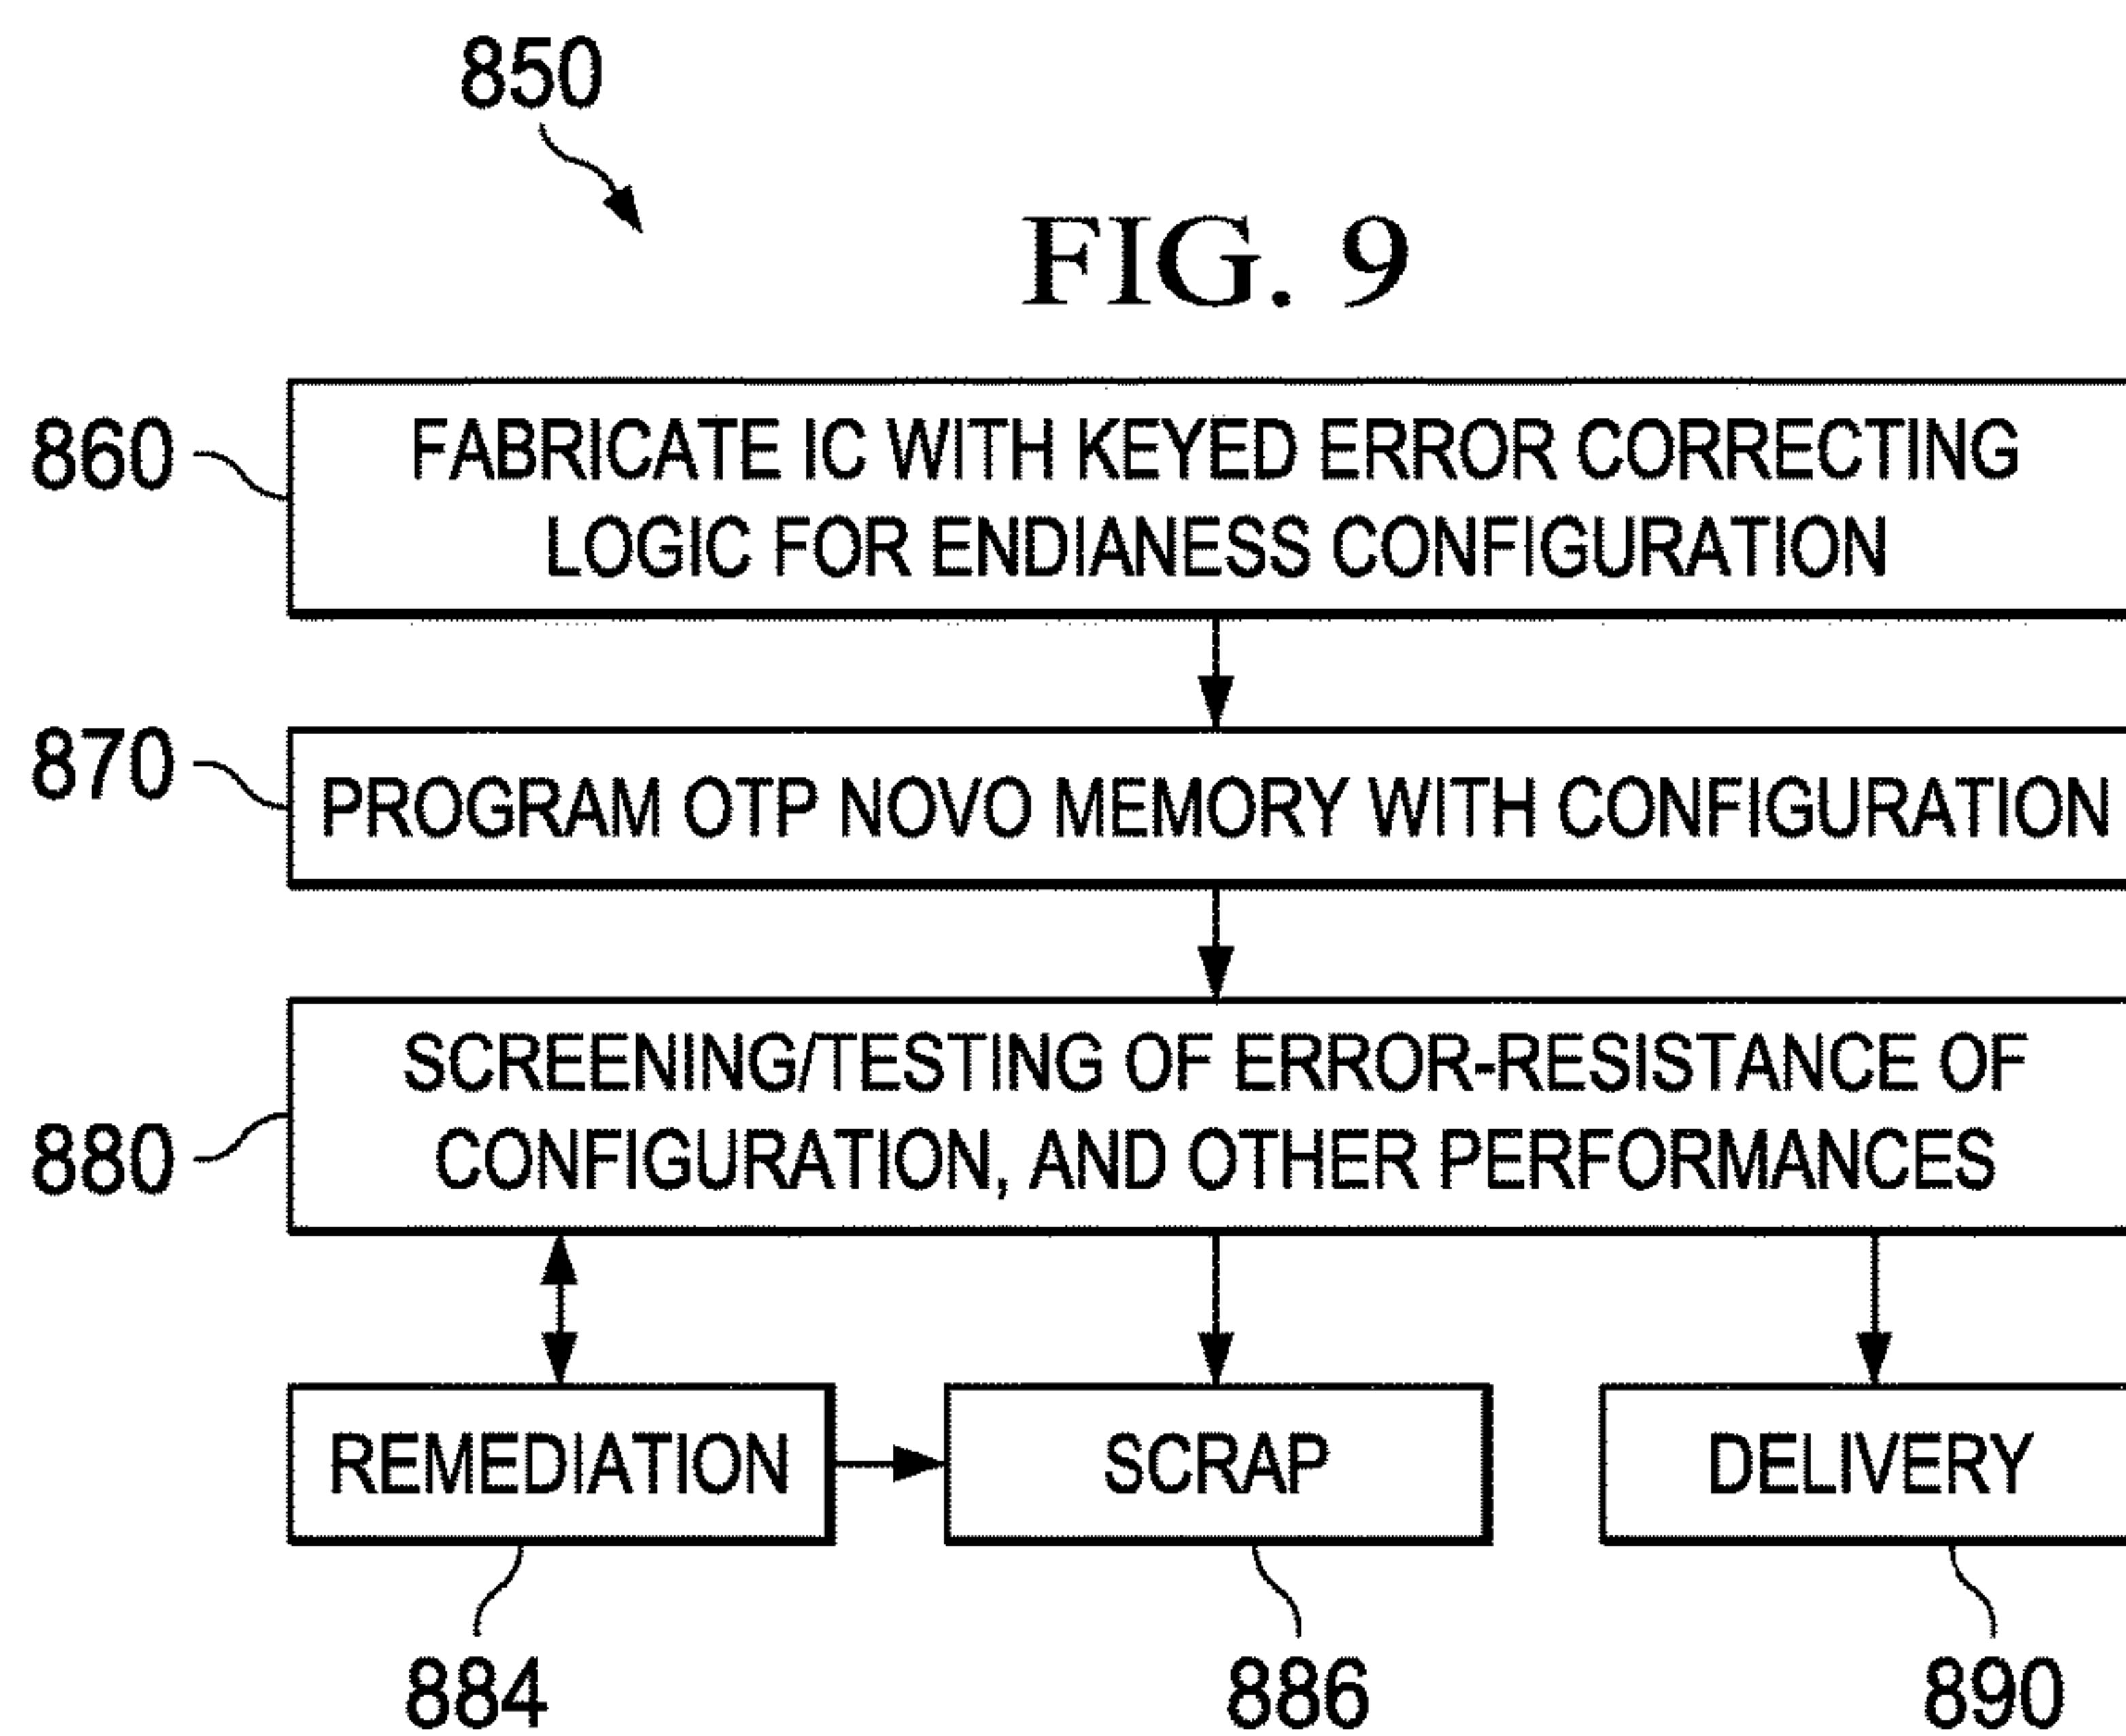 850
FIG. 9
860
FABRICATE IC WITH KEYED ERROR CORRECTING
LOGIC FOR ENDIANESS CONFIGURATION
870
PROGRAM OTP NOVO MEMORY WITH CONFIGURATION
880
SCREENING/TESTING OF ERROR-RESISTANCE OF
CONFIGURATION, AND OTHER PERFORMANCES
REMEDIATION
SCRAP
DELIVERY
884
886
890